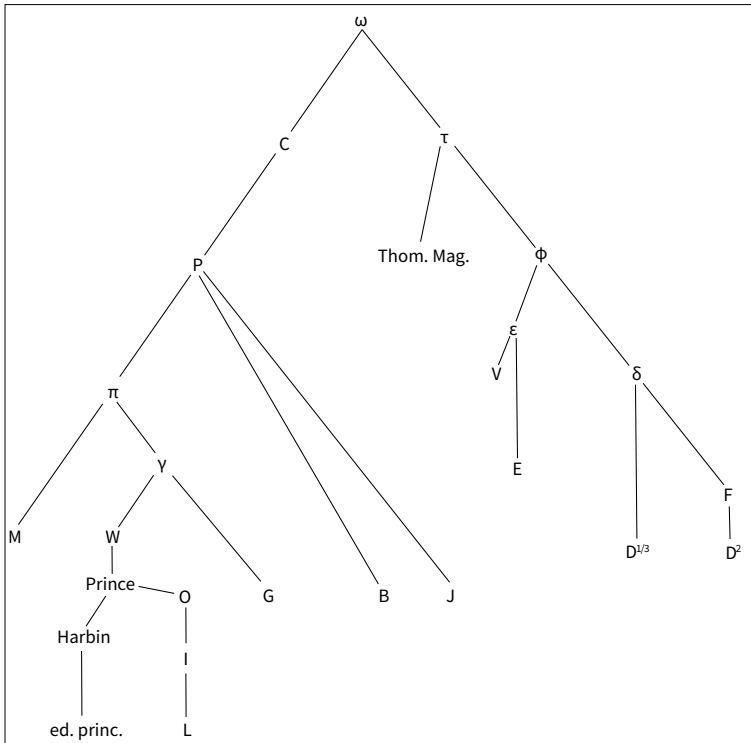 ω
C
τ
Thom. Mag.
ϕ
P
ε
V
δ
π
γ
E
F
M
W
D1/3
D2
Prince
O
G
B
J
Harbin
I
ed. princ.
L